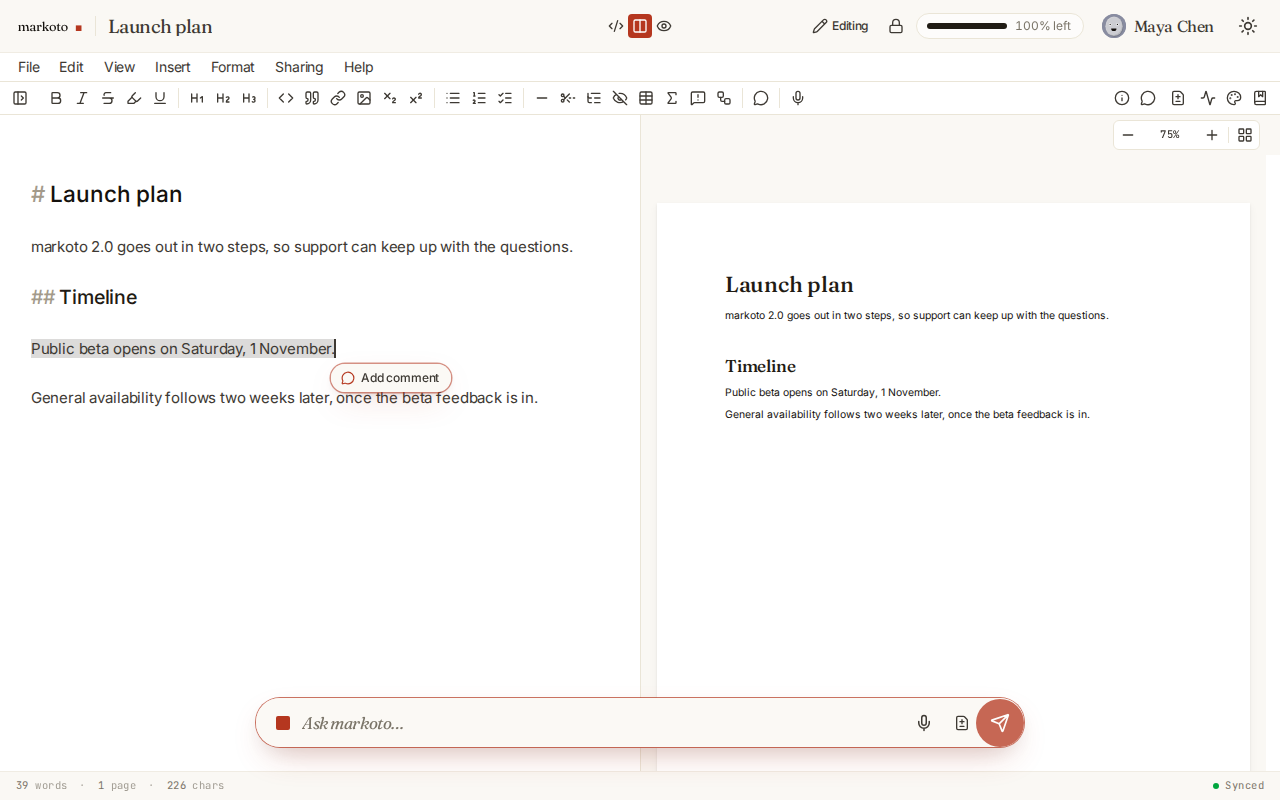 markoto
Launch plan
Editing
100% left
Maya Chen
File Edit View Insert Format Sharing Help
H1 H2 H3
X2 X2
75%
# Launch plan
markoto 2.0 goes out in two steps, so support can keep up with the questions.
## Timeline
Public beta opens on Saturday, 1 November.
Add comment
General availability follows two weeks later, once the beta feedback is in.
Launch plan
markoto 2.0 goes out in two steps, so support can keep up with the questions.
Timeline
Public beta opens on Saturday, 1 November.
General availability follows two weeks later, once the beta feedback is in.
Ask markoto...
39 words · 1 page · 226 chars
Synced